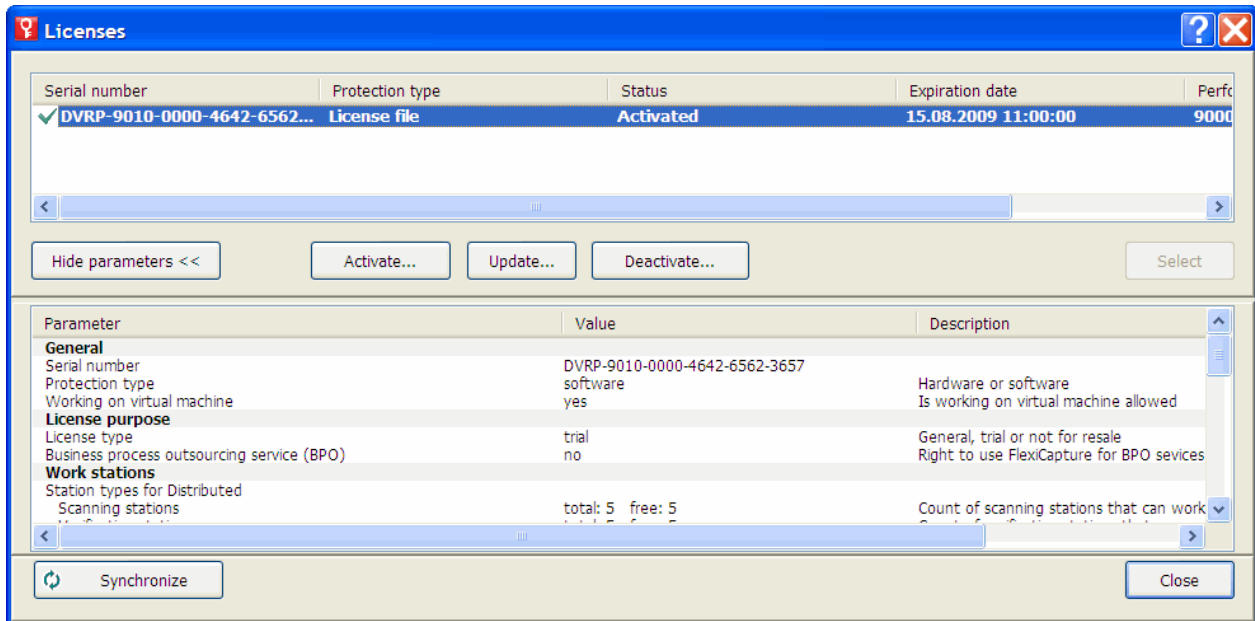 Licenses
Serial number Protection type Status Expiration date Perfc
DVRP-9010-0000-4642-6562... License file Activated 15.08.2009 11:00:00 9000
Hide parameters << Activate... Update... Deactivate... Select
Parameter Value Description
General
Serial number DVRP-9010-0000-4642-6562-3657
Protection type software Hardware or software
Working on virtual machine yes Is working on virtual machine allowed
License purpose
License type trial General, trial or not for resale
Business process outsourcing service (BPO) no Right to use FlexiCapture for BPO sevices
Work stations
Station types for Distributed
Scanning stations total: 5 free: 5 Count of scanning stations that can work
Synchronize Close